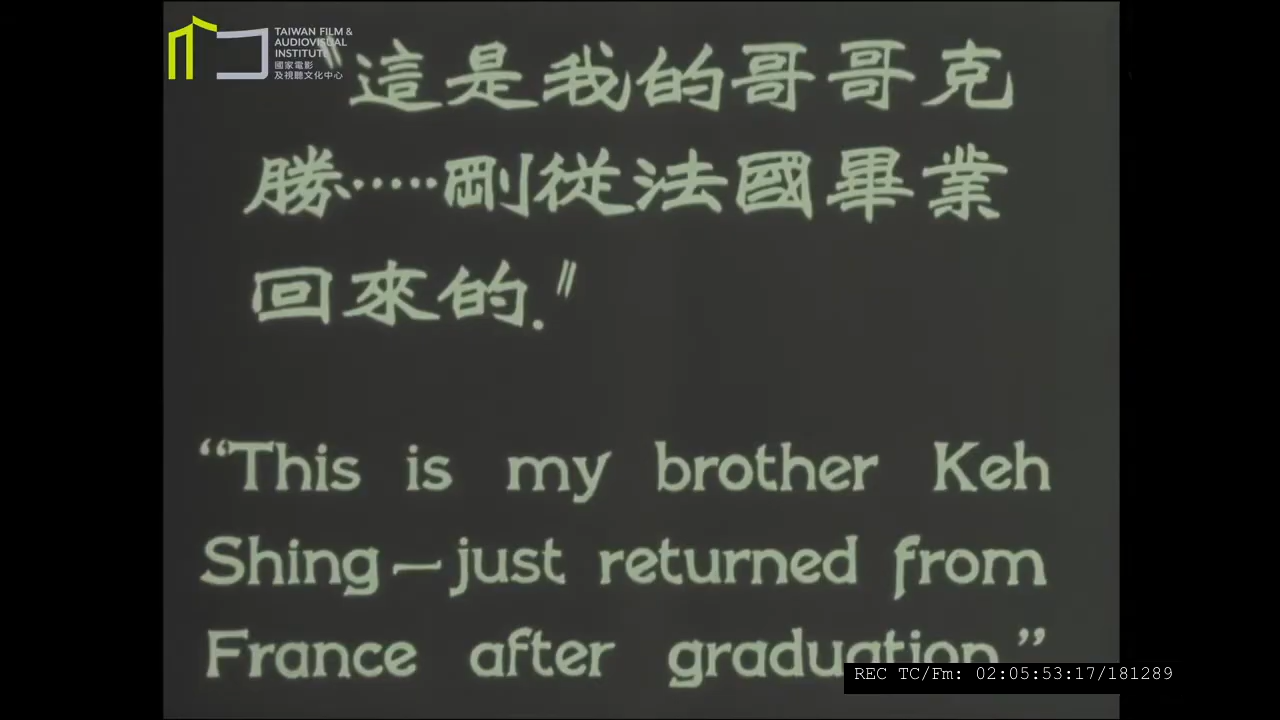 TAIWAN FILM &
AUDIOVISUAL
INSTITUTE
國家電影
及視聽文化中心
"這是我的哥哥克
勝……剛從法國畢業
回來的."
“This is my brother Keh
Shing—just returned from
France after graduation.”
REC TC/Fm: 02:05:53:17/181289